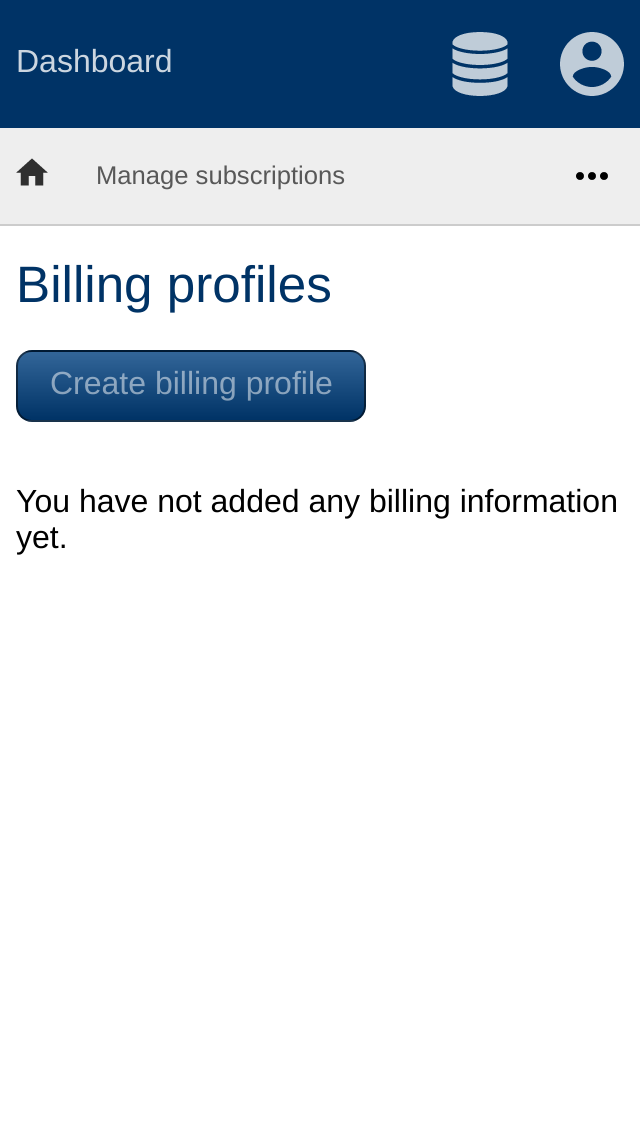 Dashboard
Manage subscriptions
Billing profiles
Create billing profile
You have not added any billing information
yet.